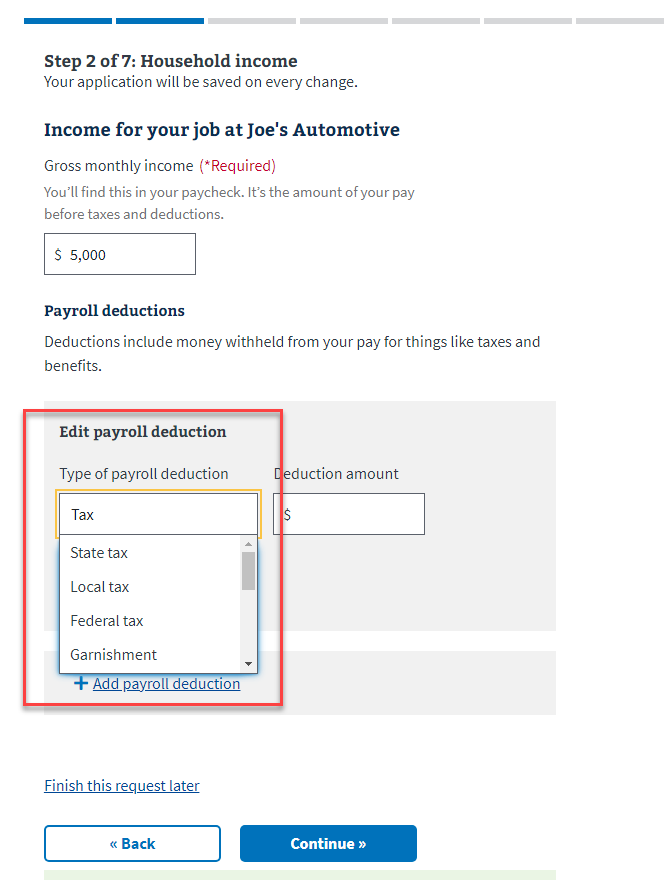 Step 2 of 7: Household income
Your application will be saved on every change.
Income for your job at Joe's Automotive
Gross monthly income (*Required)
You'll find this in your paycheck. It's the amount of your pay
before taxes and deductions.
$ 5,000
Payroll deductions
Deductions include money withheld from your pay for things like taxes and
benefits.
Edit payroll deduction
Type of payroll deduction
Deduction amount
Tax
$
State tax
Local tax
Federal tax
Garnishment
+ Add payroll deduction
Finish this request later
« Back
Continue »